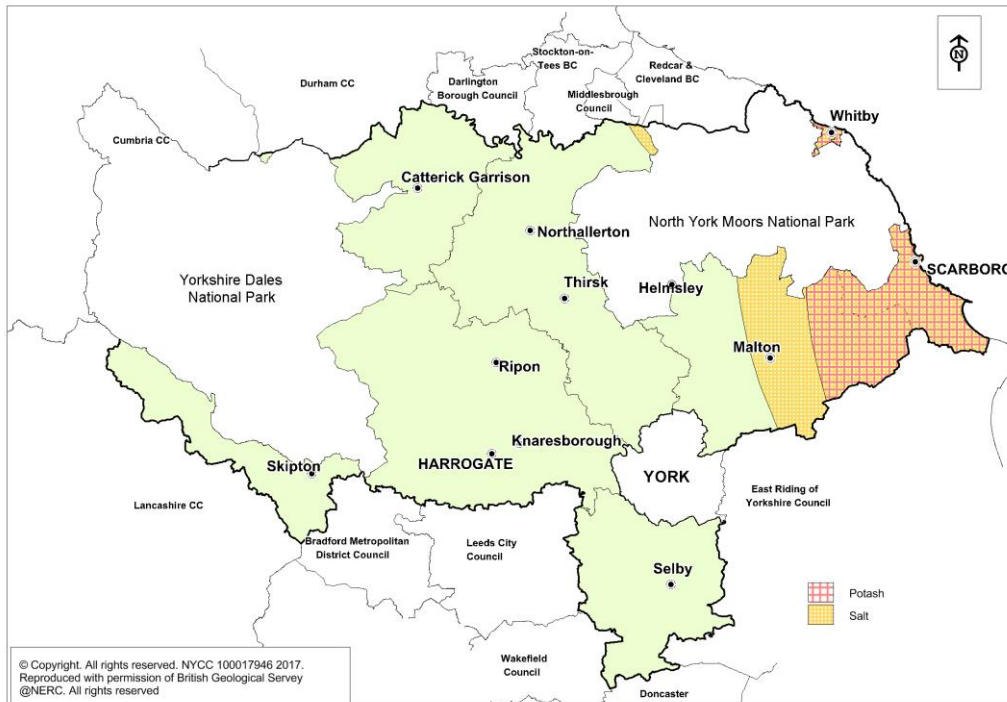 Stockton-on-
Tees BC
Redcar &
Cleveland BC
N
Durham CC
Darlington
Borough Council
Middlesbrough
Council
Whitby
Cumbria CC
Catterick Garrison
North York Moors National Park
Northallerton
SCARBORO
Yorkshire Dales
National Park
Thirsk
Helmsley
Malton
Ripon
Knaresborough
HARROGATE
Skipton
YORK
Lancashire CC
East Riding of
Yorkshire Council
Bradford Metropolitan
District Council
Leeds City
Council
Selby
Potash
Salt
Wakefield
Council
Doncaster
© Copyright. All rights reserved. NYCC 100017946 2017.
Reproduced with permission of British Geological Survey
@NERC. All rights reserved